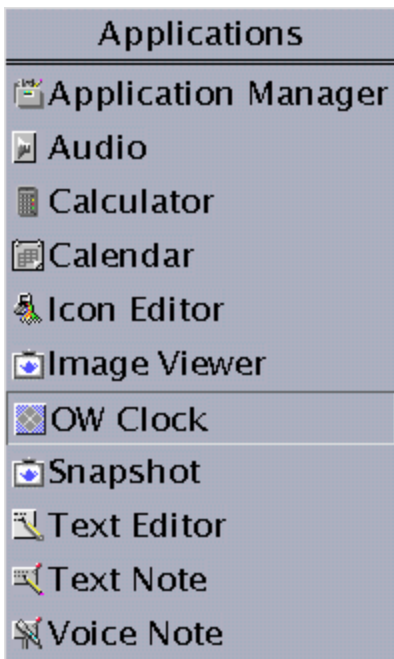 Applications
Application Manager
Audio
Calculator
Calendar
Icon Editor
Image Viewer
OW Clock
Snapshot
Text Editor
Text Note
Voice Note